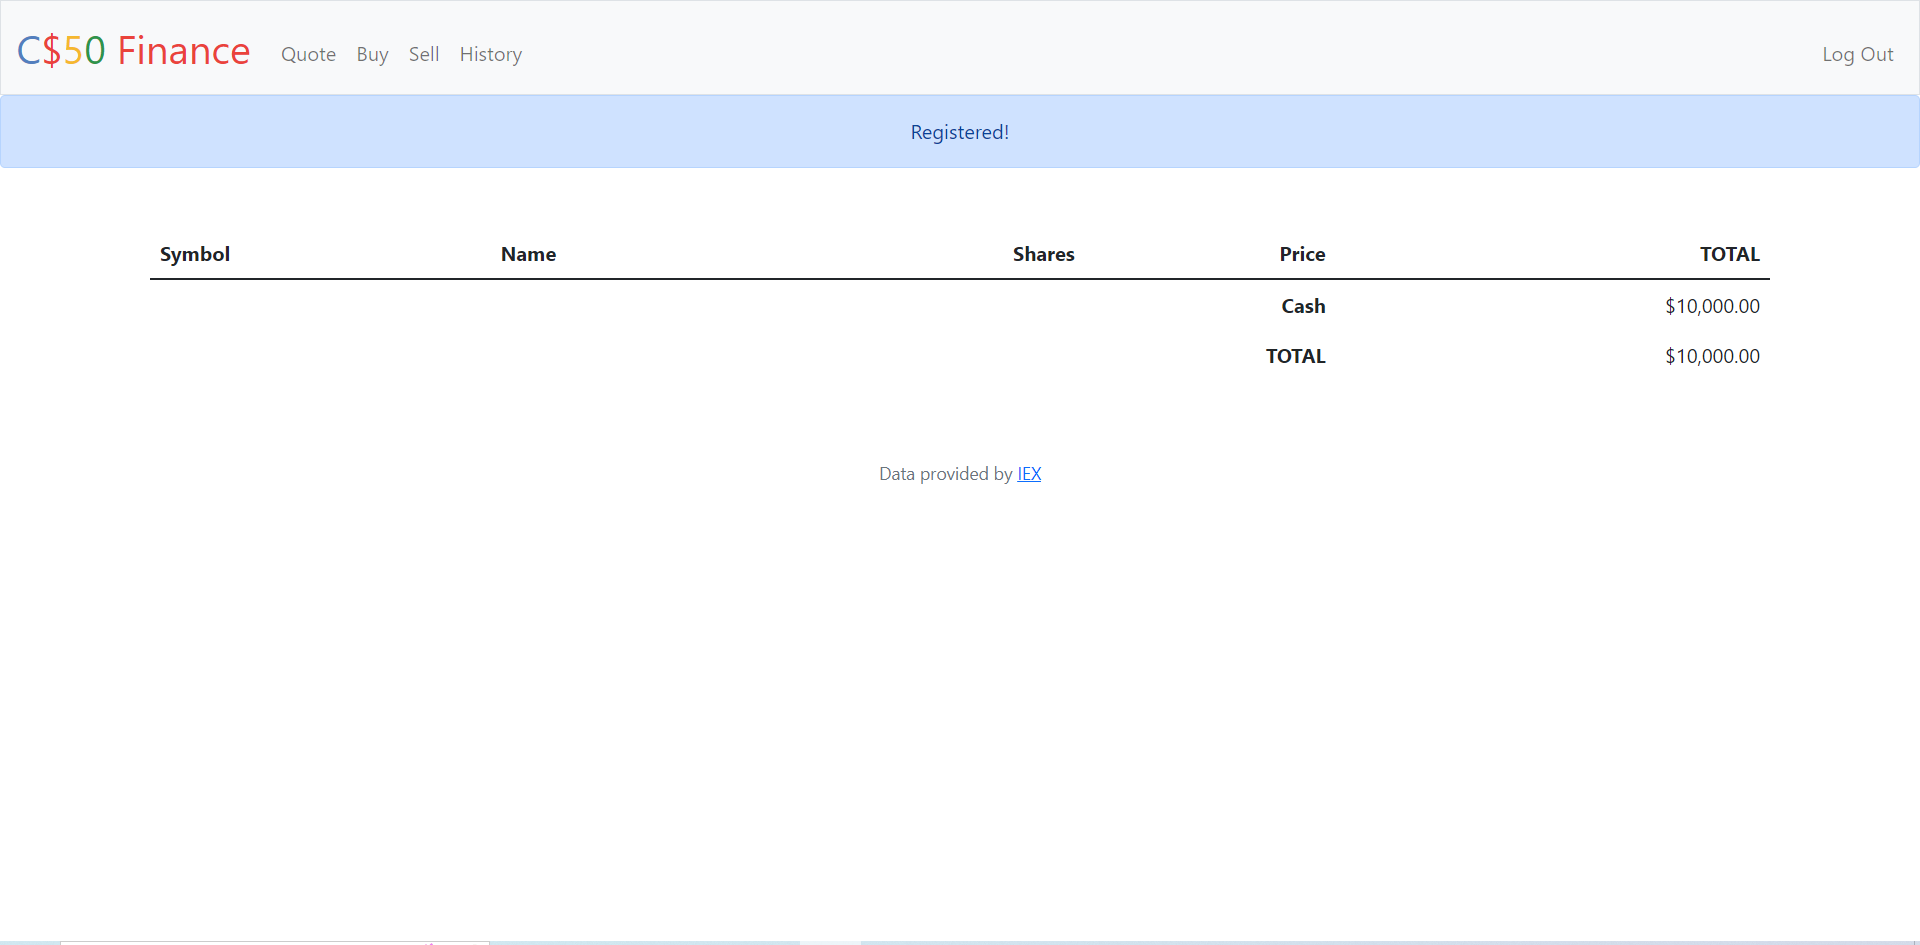 C$50 Finance Quote Buy Sell History Log Out
Registered!
Symbol Name Shares Price TOTAL
Cash $10,000.00
TOTAL $10,000.00
Data provided by IEX